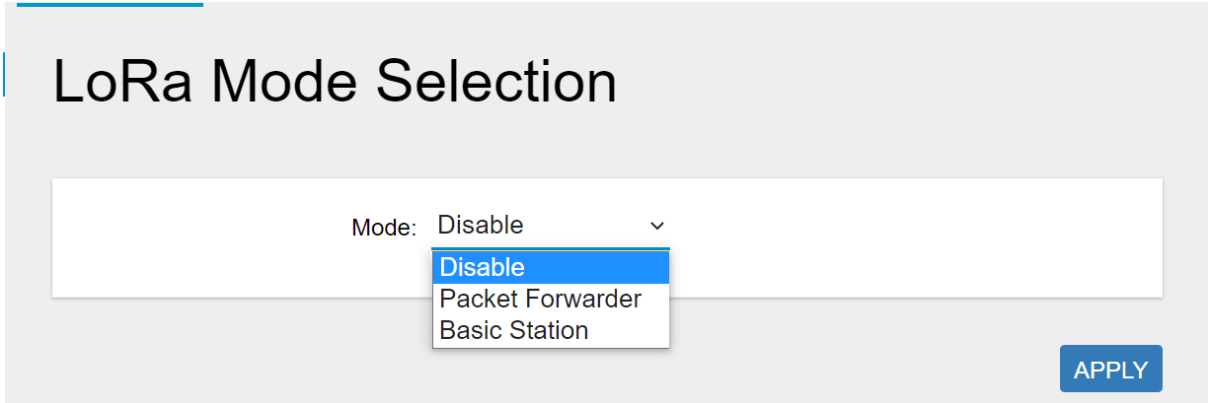 LoRa Mode Selection
Mode: Disable
Disable
Packet Forwarder
Basic Station
APPLY